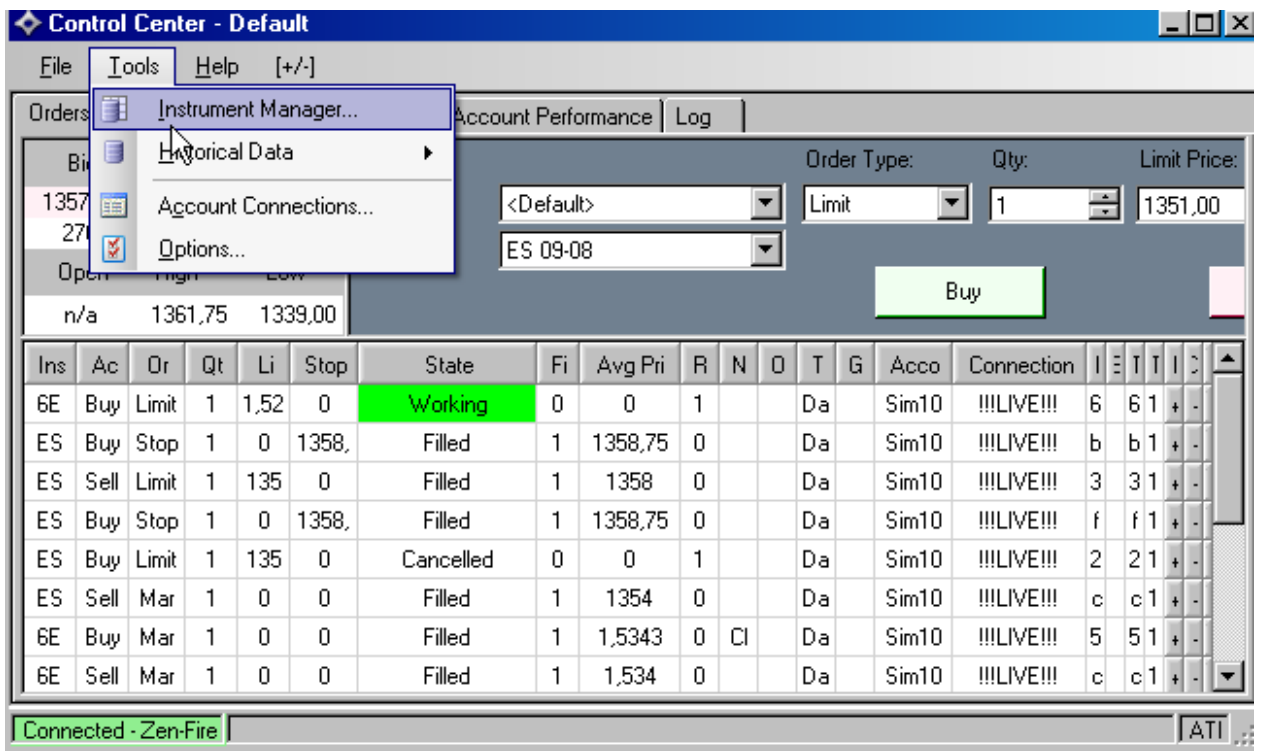 Control Center - Default
File Tools Help [+/-]
Orders Account Performance Log
Instrument Manager...
Historical Data
Account Connections...
Options...
Order Type: Qty: Limit Price:
1357 <Default> Limit 1 1351,00
ES 09-08
Open High Low
Buy
n/a 1361,75 1339,00
Ins Ac Or Qt Li Stop State Fi Avg Pri R N O T G Acco Connection I E T T I C
6E Buy Limit 1 1,52 0 Working 0 0 1 Da Sim10 !!!LIVE!!! 6 6 1 + -
ES Buy Stop 1 0 1358, Filled 1 1358,75 0 Da Sim10 !!!LIVE!!! b b 1 + -
ES Sell Limit 1 135 0 Filled 1 1358 0 Da Sim10 !!!LIVE!!! 3 3 1 + -
ES Buy Stop 1 0 1358, Filled 1 1358,75 0 Da Sim10 !!!LIVE!!! f f 1 + -
ES Buy Limit 1 135 0 Cancelled 0 0 1 Da Sim10 !!!LIVE!!! 2 2 1 + -
ES Sell Mar 1 0 0 Filled 1 1354 0 Da Sim10 !!!LIVE!!! c c 1 + -
6E Buy Mar 1 0 0 Filled 1 1,5343 0 Cl Da Sim10 !!!LIVE!!! 5 5 1 + -
6E Sell Mar 1 0 0 Filled 1 1,534 0 Da Sim10 !!!LIVE!!! c c 1 + -
Connected - Zen-Fire ATI